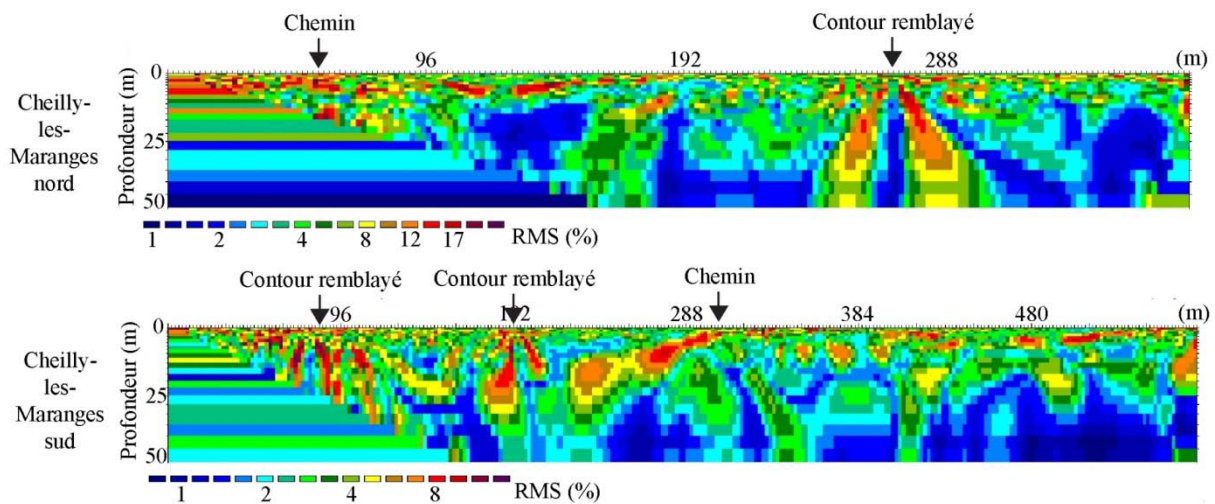 Chemin
Contour remblayé
96 192 288 (m)
Profondeur (m)
0
25
50
Cheilly-
les-
Maranges
nord
1 2 4 8 12 17 RMS (%)
Contour remblayé Contour remblayé Chemin
96 288 384 480 (m)
Profondeur (m)
0
25
50
Cheilly-
les-
Maranges
sud
1 2 4 8 RMS (%)